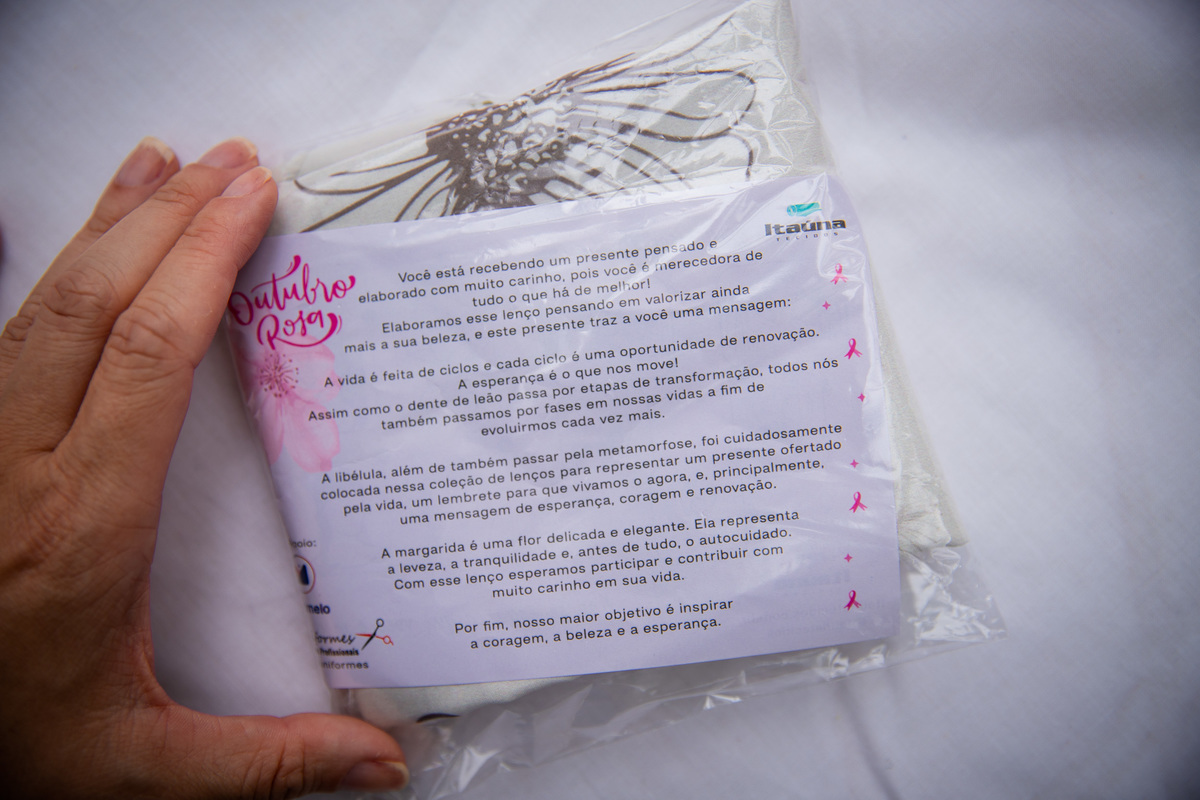 Itaúna
TECIDOS
Outubro
Rosa
Você está recebendo um presente pensado e
elaborado com muito carinho, pois você é merecedora de
tudo o que há de melhor!
Elaboramos esse lenço pensando em valorizar ainda
mais a sua beleza, e este presente traz a você uma mensagem:
A vida é feita de ciclos e cada ciclo é uma oportunidade de renovação.
A esperança é o que nos move!
Assim como o dente de leão passa por etapas de transformação, todos nós
também passamos por fases em nossas vidas a fim de
evoluirmos cada vez mais.
A libélula, além de também passar pela metamorfose, foi cuidadosamente
colocada nessa coleção de lenços para representar um presente ofertado
pela vida, um lembrete para que vivamos o agora, e, principalmente,
uma mensagem de esperança, coragem e renovação.
A margarida é uma flor delicada e elegante. Ela representa
a leveza, a tranquilidade e, antes de tudo, o autocuidado.
Com esse lenço esperamos participar e contribuir com
muito carinho em sua vida.
Por fim, nosso maior objetivo é inspirar
a coragem, a beleza e a esperança.
Profissionais